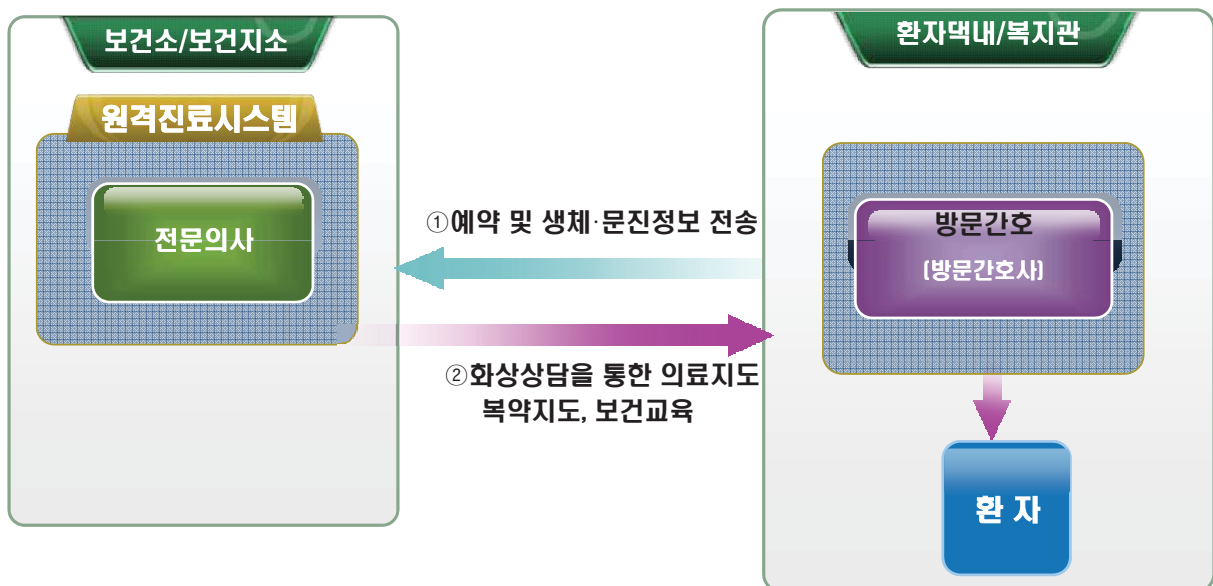 보건소/보건지소
환자댁내/복지관
원격진료시스템
전문의사
①예약 및 생체·문진정보 전송
방문간호
(방문간호사)
②화상상담을 통한 의료지도
복약지도, 보건교육
환 자